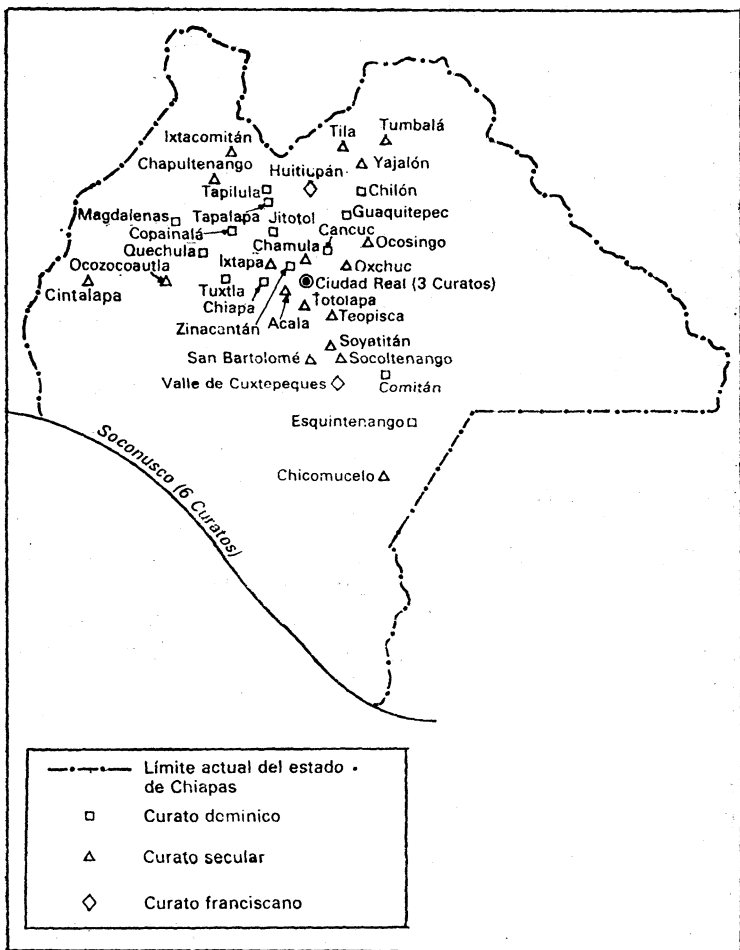 Tumbalá
Tila
Ixtacomitán
Yajalón
Chapultenango
Huitiupán
Tapilula
Chilón
Magdalenas
Tapalapa
Jitotol
Guaquitepec
Copainalá
Cancuc
Quechula
Chamula
Ocosingo
Ixtapa
Oxchuc
Ocozocoautla
Cintalapa
Tuxtla
Ciudad Real (3 Curatos)
Chiapa
Totolapa
Zinacantán
Acala
Teopisca
Soyatitán
San Bartolomé
Socoltenango
Valle de Cuxtepeques
Comitán
Esquintenango
Soconusco (6 Curatos)
Chicomucelo
Límite actual del estado
de Chiapas
Curato deminico
Curato secular
Curato franciscano